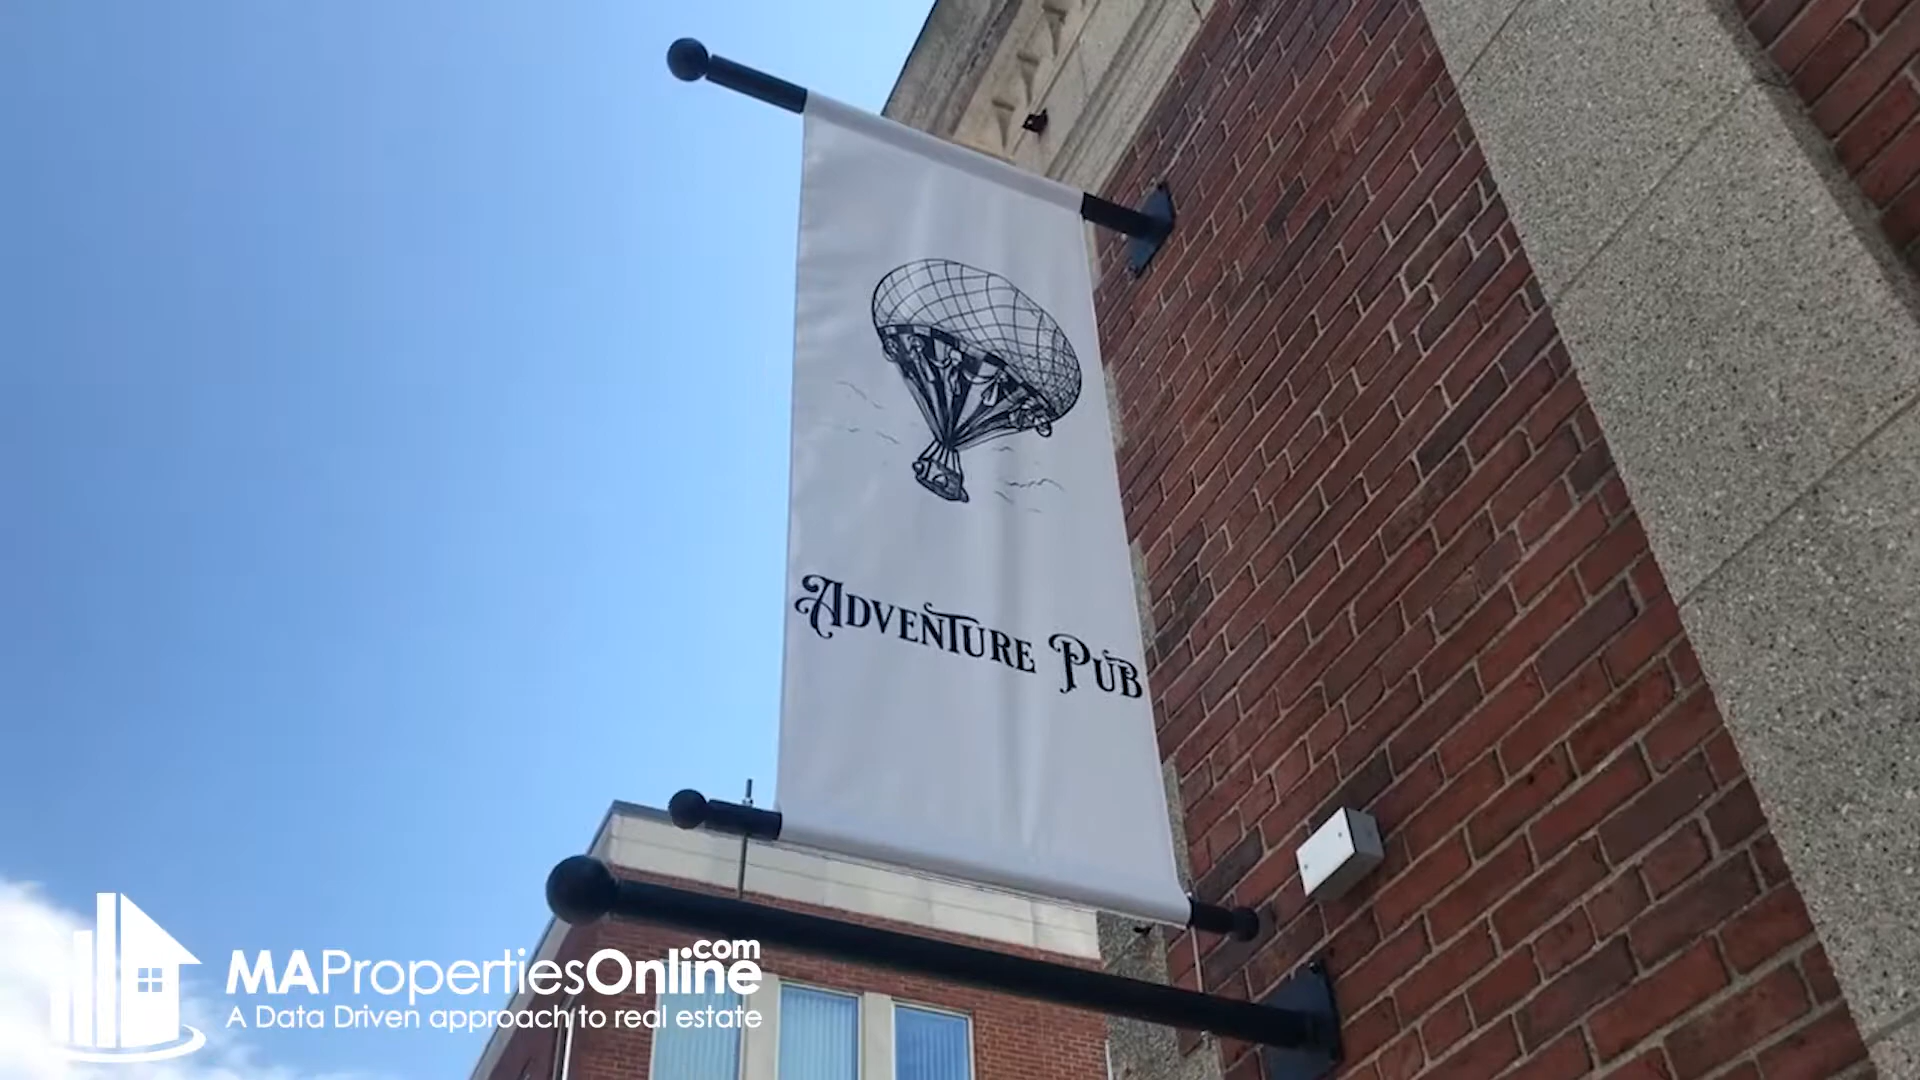 Adventure Pub
MAPropertiesOnline.com
A Data Driven approach to real estate